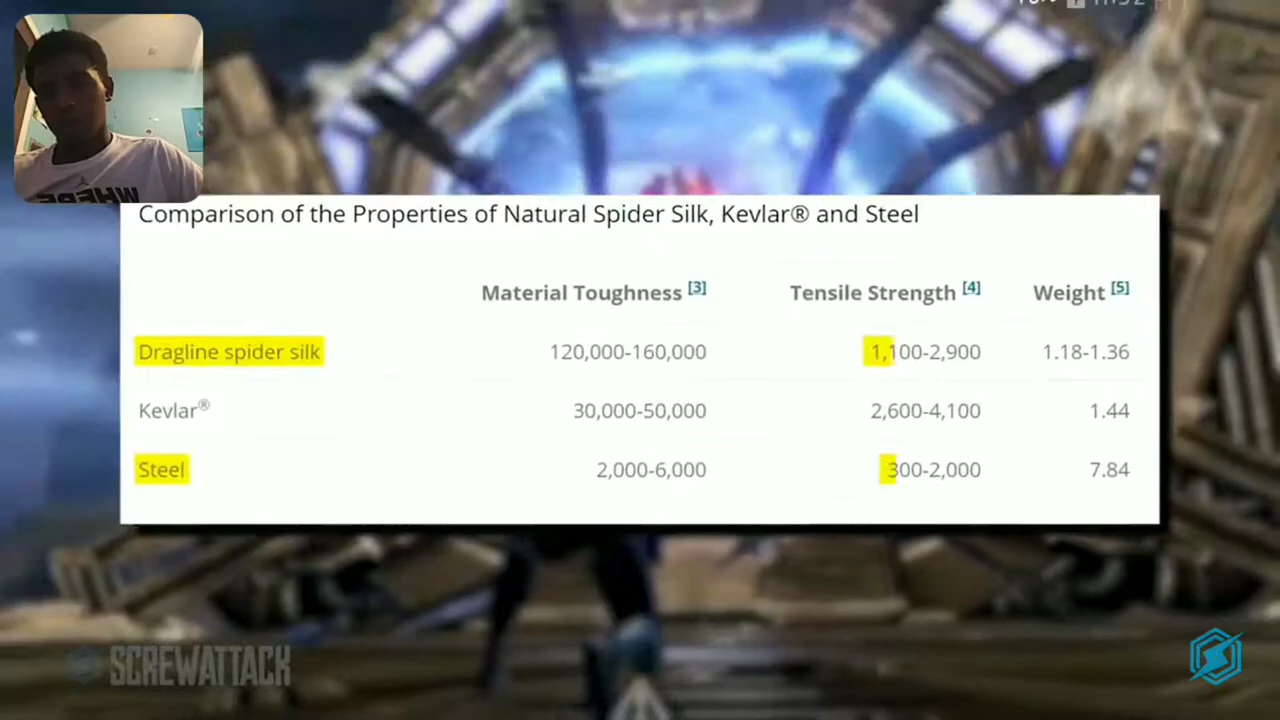 Comparison of the Properties of Natural Spider Silk, Kevlar® and Steel
Material Toughness [3] Tensile Strength [4] Weight [5]
Dragline spider silk 120,000-160,000 1,100-2,900 1.18-1.36
Kevlar® 30,000-50,000 2,600-4,100 1.44
Steel 2,000-6,000 300-2,000 7.84
SCREWATTACK